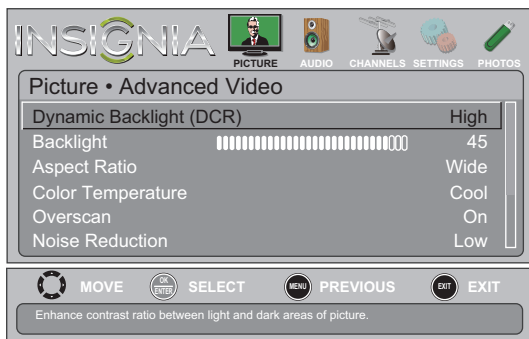 INSIGNIA
PICTURE AUDIO CHANNELS SETTINGS PHOTOS
Picture • Advanced Video
Dynamic Backlight (DCR) High
Backlight 45
Aspect Ratio Wide
Color Temperature Cool
Overscan On
Noise Reduction Low
MOVE OK ENTER SELECT MENU PREVIOUS EXIT EXIT
Enhance contrast ratio between light and dark areas of picture.